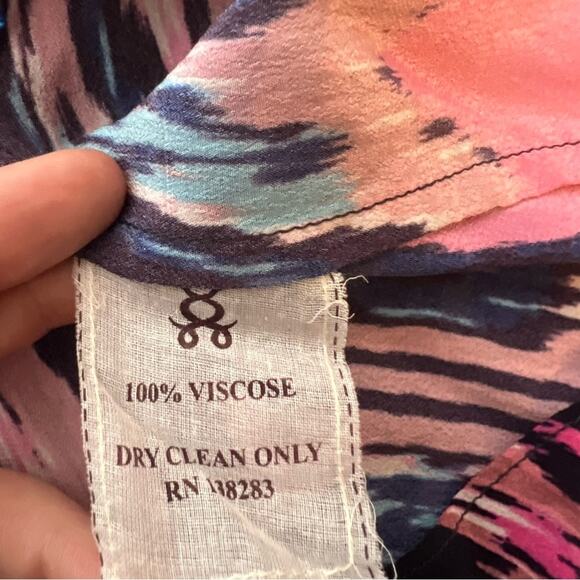 100% VISCOSE
DRY CLEAN ONLY
RN 38283